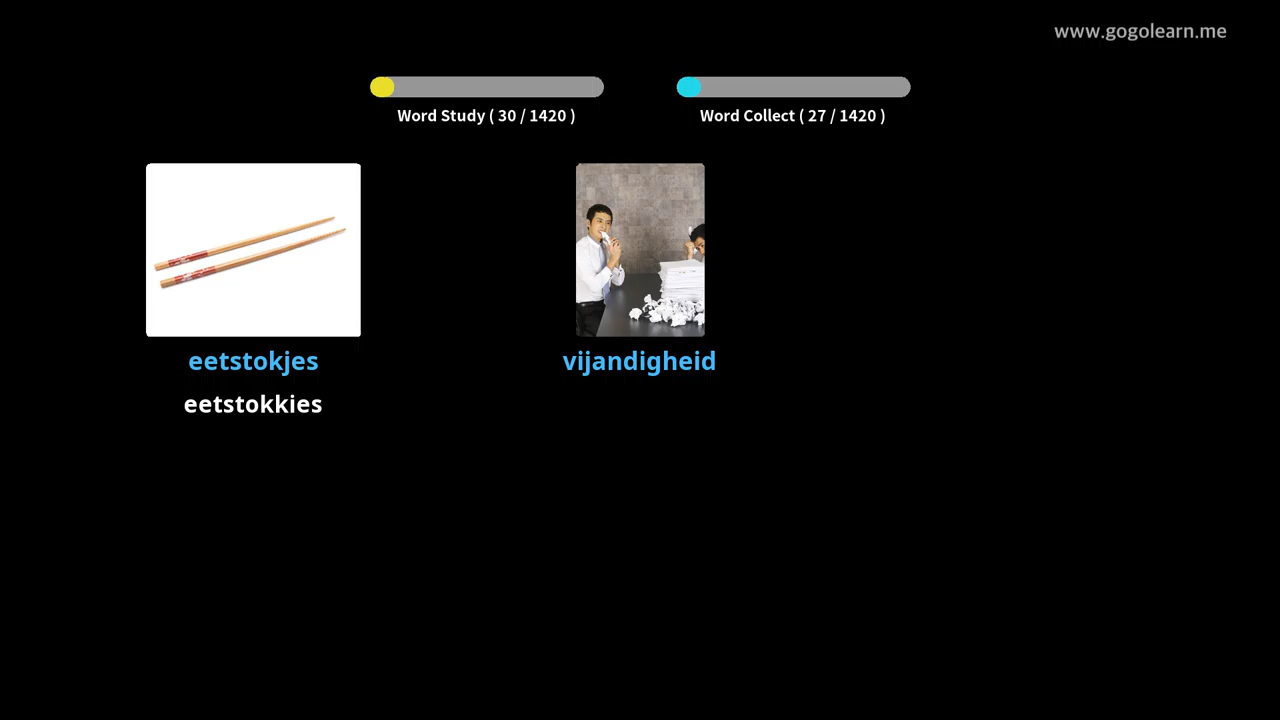 www.gogolearn.me
Word Study ( 30 / 1420 )
Word Collect ( 27 / 1420 )
eetstokjes
vijandigheid
eetstokkies